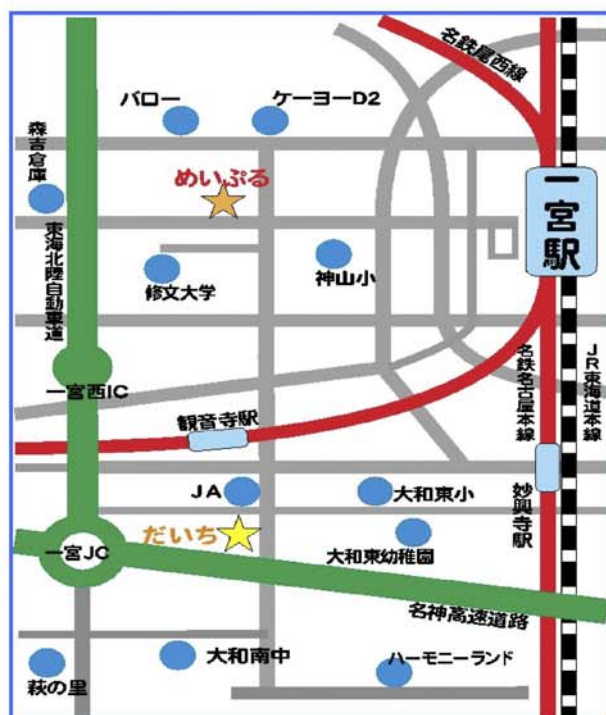 名鉄尾西線
バロー
ケーヨーD2
森吉倉庫
めいぷる
一宮駅
東海北陸自動車道
修文大学
神山小
一宮西IC
名鉄名古屋本線
JR東海道本線
観音寺駅
JA
大和東小
妙興寺駅
だいち
一宮JC
大和東幼稚園
名神高速道路
大和南中
ハーモニーランド
萩の里